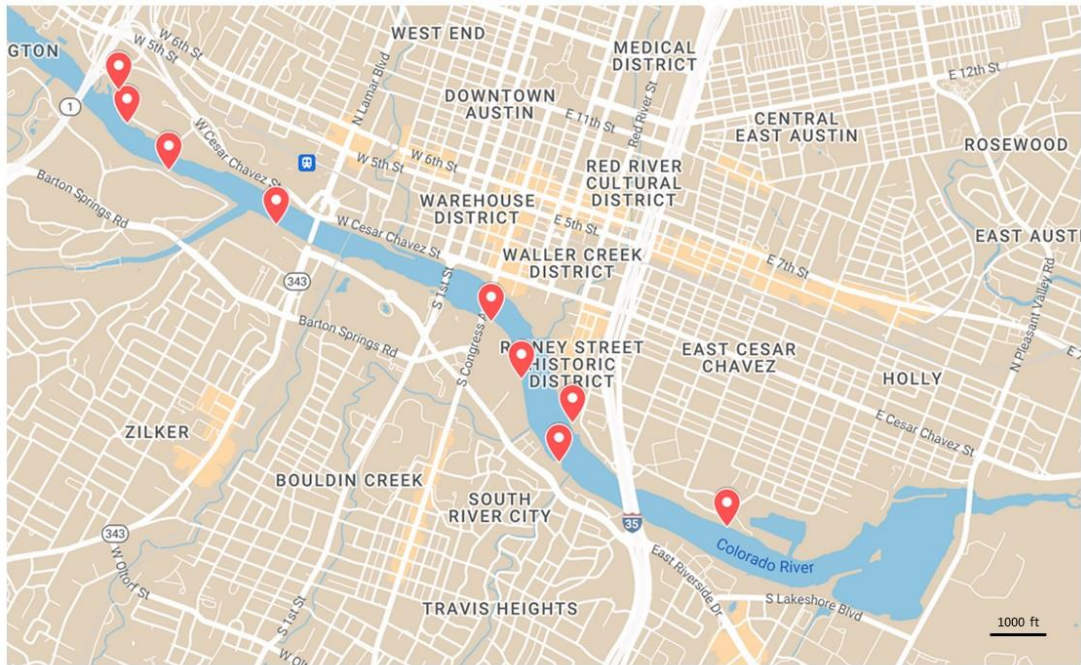 WEST END
W 6th St
W 5th St
GTON
MEDICAL
DISTRICT
E 12th St
1
N Lamar Blvd
DOWNTOWN
AUSTIN
E 11th St
Red River St
CENTRAL
EAST AUSTIN
ROSEWOOD
W Cesar Chavez St
W 5th St
W 6th St
RED RIVER
CULTURAL
DISTRICT
Barton Springs Rd
WAREHOUSE
DISTRICT
E 5th St
W Cesar Chavez St
EAST AUSTI
WALLER CREEK
DISTRICT
E 7th St
343
S 1st St
N Pleasant Valley Rd
Barton Springs Rd
S Congress A
NEY STREET
HISTORIC
DISTRICT
EAST CESAR
CHAVEZ
HOLLY
E 7
E Cesar Chavez St
ZILKER
BOULDIN CREEK
SOUTH
RIVER CITY
35
343
Colorado River
W Oltorf St
East Riverside Dr
S Lakeshore Blvd
S 1st St
TRAVIS HEIGHTS
1000 ft
W Oltorf St